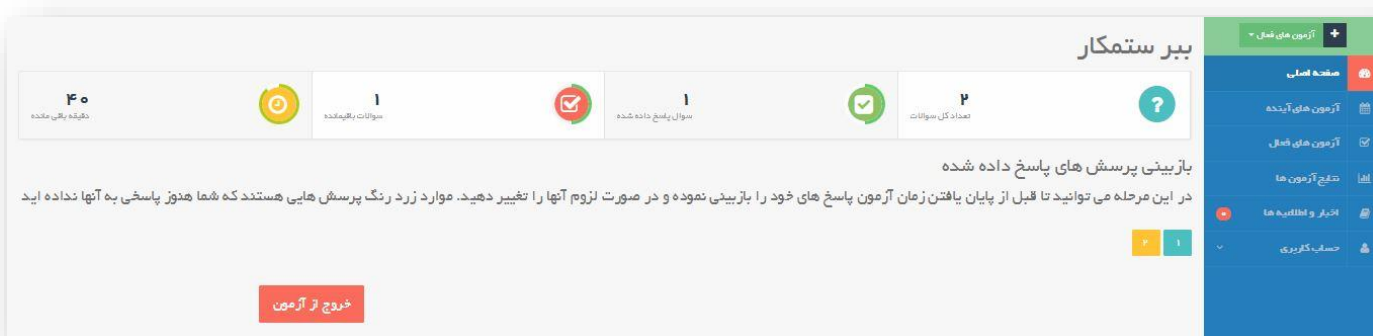 آزمون های فعال
صفحه اصلی
آزمون های آینده
آزمون های فعال
نتایج آزمون ها
اخبار و اطلاعیه ها
حساب کاربری
ببر ستمکار
۲
تعداد کل سوالات
۱
سوال پاسخ داده شده
۱
سوالات باقیمانده
۴۰
دقیقه باقی مانده
بازبینی پرسش های پاسخ داده شده
در این مرحله می توانید تا قبل از پایان یافتن زمان آزمون پاسخ های خود را بازبینی نموده و در صورت لزوم آنها را تغییر دهید. موارد زرد رنگ پرسش هایی هستند که شما هنوز پاسخی به آنها نداده اید
۱ ۲
خروج از آزمون